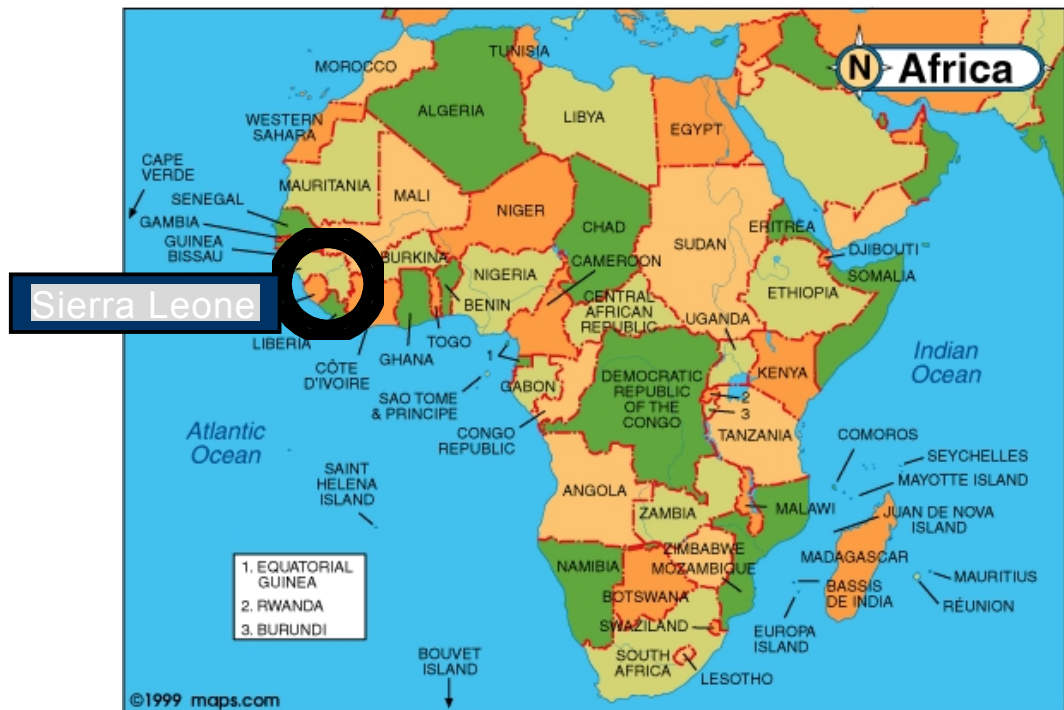 N Africa
TUNISIA
MOROCCO
ALGERIA
LIBYA
EGYPT
WESTERN
SAHARA
CAPE
VERDE
MAURITANIA
MALI
NIGER
CHAD
SUDAN
ERITREA
SENEGAL
GAMBIA
GUINEA
BISSAU
BURKINA
NIGERIA
BENIN
CAMEROON
CENTRAL
AFRICAN
REPUBLIC
DJIBOUTI
SOMALIA
ETHIOPIA
UGANDA
Sierra Leone
LIBERIA
CÔTE
D'IVOIRE
GHANA
TOGO
1
SAO TOME
& PRINCIPE
GABON
CONGO
REPUBLIC
DEMOCRATIC
REPUBLIC
OF THE
CONGO
KENYA
2
3
TANZANIA
Indian
Ocean
Atlantic
Ocean
SAINT
HELENA
ISLAND
COMOROS
SEYCHELLES
MAYOTTE ISLAND
JUAN DE NOVA
ISLAND
ANGOLA
ZAMBIA
MALAWI
ZIMBABWE
MOZAMBIQUE
MADAGASCAR
BASSIS
DE INDIA
MAURITIUS
RÉUNION
NAMIBIA
BOTSWANA
SWAZILAND
EUROPA
ISLAND
SOUTH
AFRICA
LESOTHO
1. EQUATORIAL
GUINEA
2. RWANDA
3. BURUNDI
BOUVET
ISLAND
©1999 maps.com